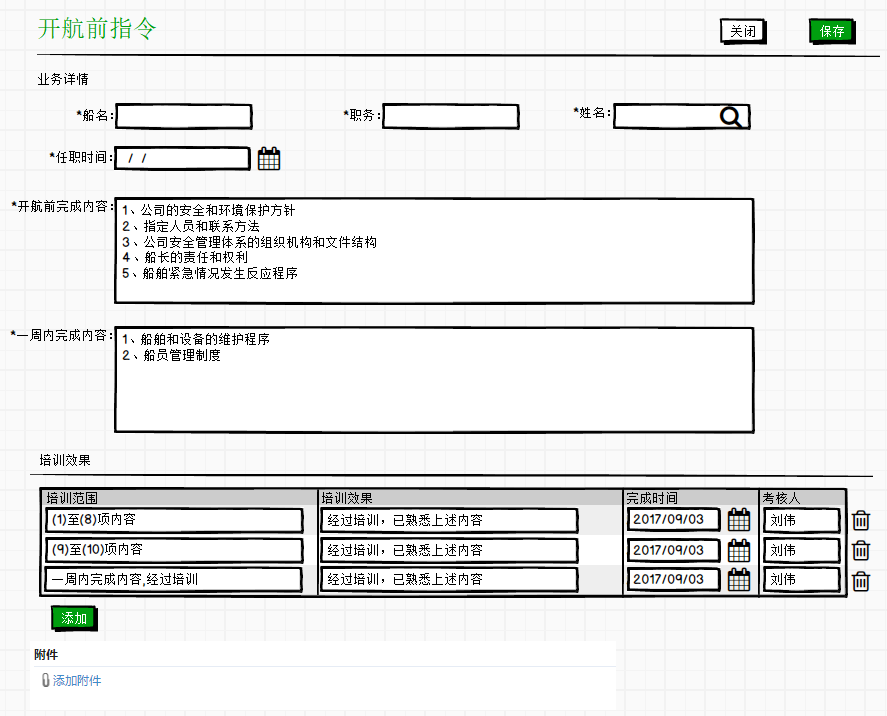 开航前指令
关闭
保存
业务详情
*船名:
*职务:
*姓名:
*任职时间: / /
*开航前完成内容:
1、公司的安全和环境保护方针
2、指定人员和联系方法
3、公司安全管理体系的组织机构和文件结构
4、船长的责任和权利
5、船舶紧急情况发生反应程序
*一周内完成内容:
1、船舶和设备的维护程序
2、船员管理制度
培训效果
培训范围 培训效果 完成时间 考核人
(1)至(8)项内容 经过培训，已熟悉上述内容 2017/09/03 刘伟
(9)至(10)项内容 经过培训，已熟悉上述内容 2017/09/03 刘伟
一周内完成内容,经过培训 经过培训，已熟悉上述内容 2017/09/03 刘伟
添加
附件
添加附件